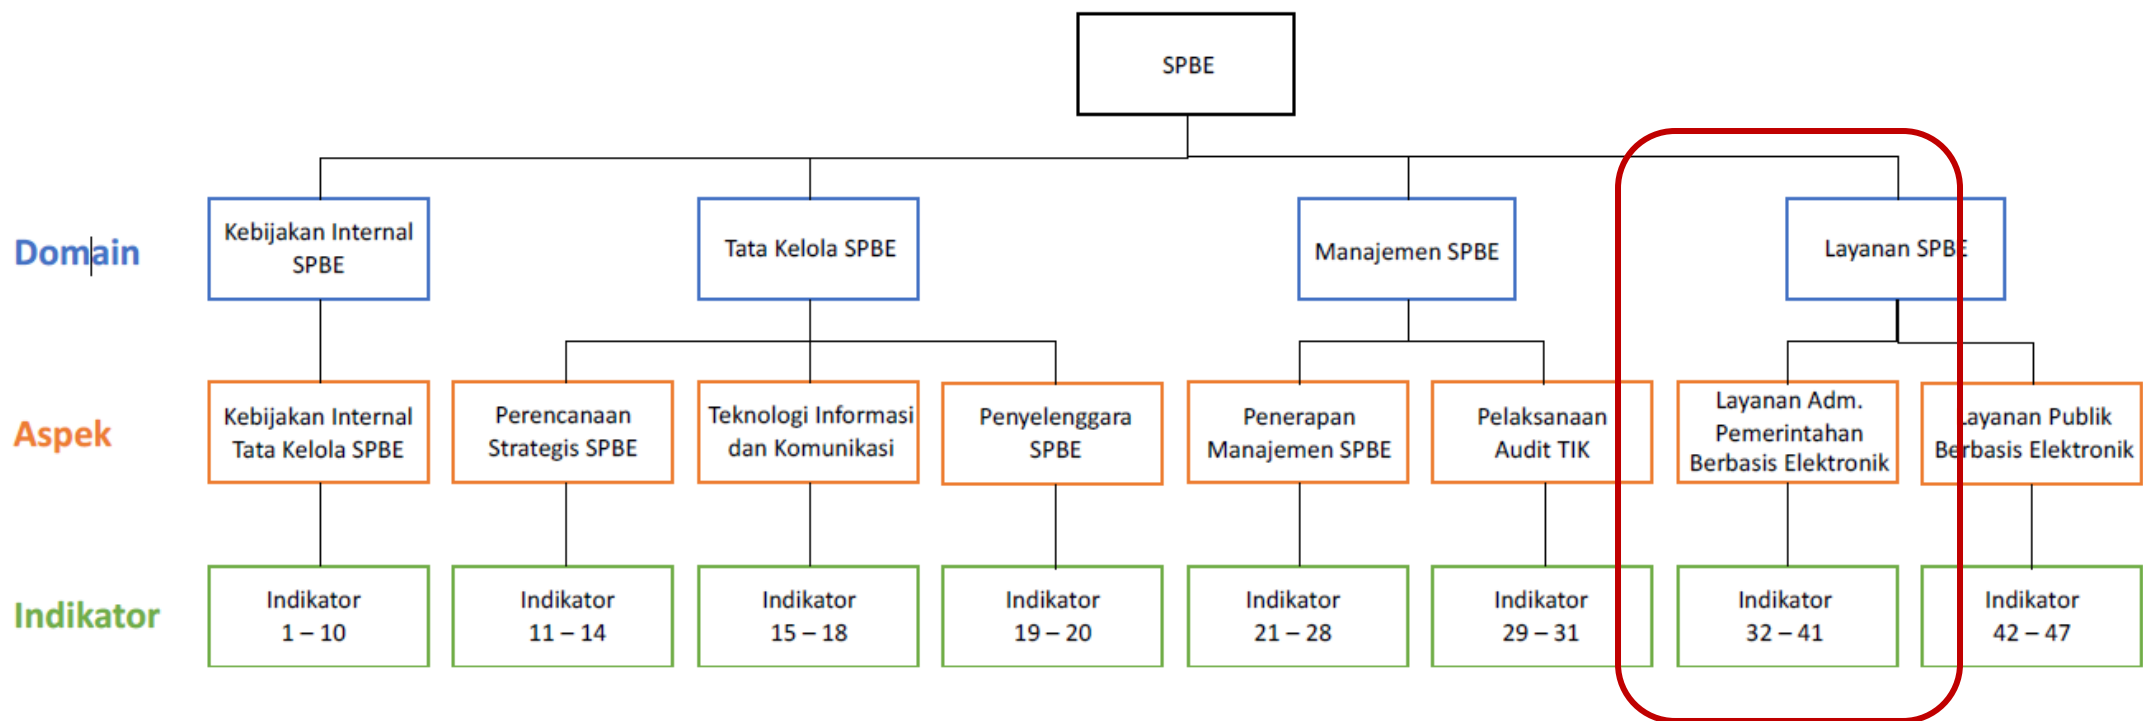 SPBE
Domain
Kebijakan Internal
SPBE
Tata Kelola SPBE
Manajemen SPBE
Layanan SPBE
Aspek
Kebijakan Internal
Tata Kelola SPBE
Perencanaan
Strategis SPBE
Teknologi Informasi
dan Komunikasi
Penyelenggara
SPBE
Penerapan
Manajemen SPBE
Pelaksanaan
Audit TIK
Layanan Adm.
Pemerintahan
Berbasis Elektronik
Layanan Publik
Berbasis Elektronik
Indikator
Indikator
1 – 10
Indikator
11 – 14
Indikator
15 – 18
Indikator
19 – 20
Indikator
21 – 28
Indikator
29 – 31
Indikator
32 – 41
Indikator
42 – 47